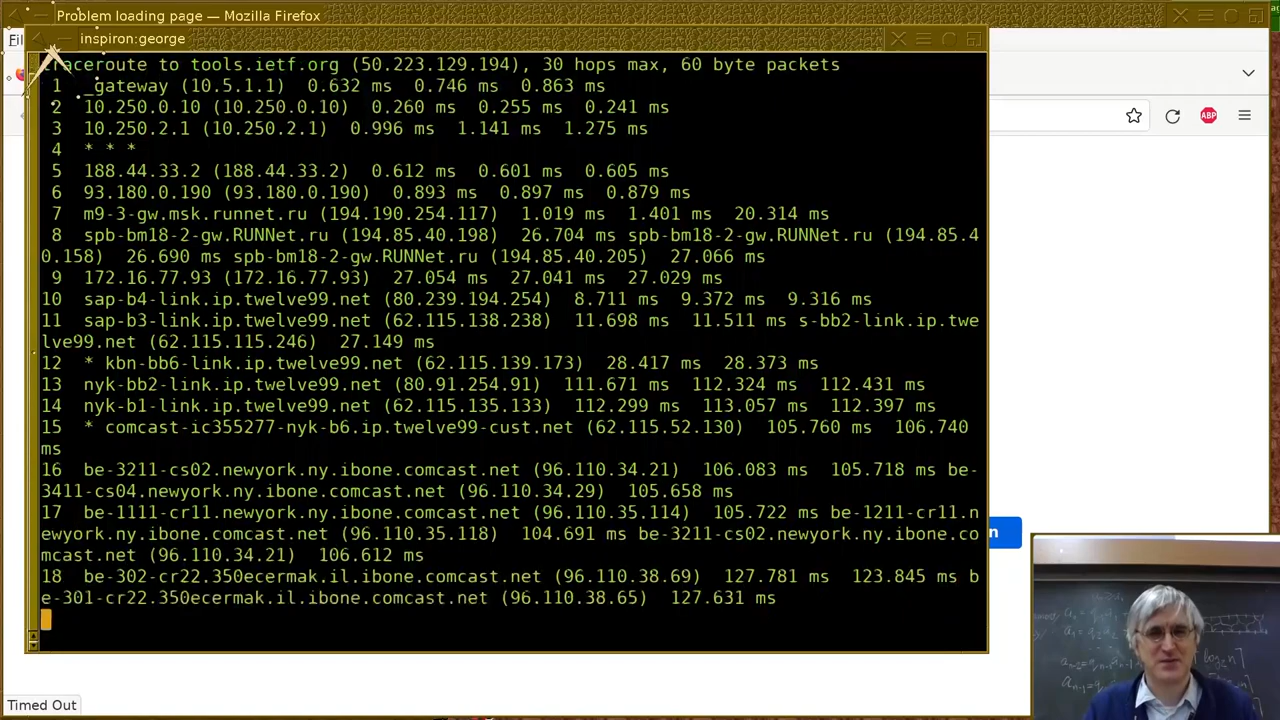 Problem loading page — Mozilla Firefox
inspiron:george
Fil
traceroute to tools.ietf.org (50.223.129.194), 30 hops max, 60 byte packets
1 _gateway (10.5.1.1) 0.632 ms 0.746 ms 0.863 ms
2 10.250.0.10 (10.250.0.10) 0.260 ms 0.255 ms 0.241 ms
3 10.250.2.1 (10.250.2.1) 0.996 ms 1.141 ms 1.275 ms
4 * * *
5 188.44.33.2 (188.44.33.2) 0.612 ms 0.601 ms 0.605 ms
6 93.180.0.190 (93.180.0.190) 0.893 ms 0.897 ms 0.879 ms
7 m9-3-gw.msk.runnet.ru (194.190.254.117) 1.019 ms 1.401 ms 20.314 ms
8 spb-bm18-2-gw.RUNNet.ru (194.85.40.198) 26.704 ms spb-bm18-2-gw.RUNNet.ru (194.85.4
0.158) 26.690 ms spb-bm18-2-gw.RUNNet.ru (194.85.40.205) 27.066 ms
9 172.16.77.93 (172.16.77.93) 27.054 ms 27.041 ms 27.029 ms
10 sap-b4-link.ip.twelve99.net (80.239.194.254) 8.711 ms 9.372 ms 9.316 ms
11 sap-b3-link.ip.twelve99.net (62.115.138.238) 11.698 ms 11.511 ms s-bb2-link.ip.twe
lve99.net (62.115.115.246) 27.149 ms
12 * kbn-bb6-link.ip.twelve99.net (62.115.139.173) 28.417 ms 28.373 ms
13 nyk-bb2-link.ip.twelve99.net (80.91.254.91) 111.671 ms 112.324 ms 112.431 ms
14 nyk-b1-link.ip.twelve99.net (62.115.135.133) 112.299 ms 113.057 ms 112.397 ms
15 * comcast-ic355277-nyk-b6.ip.twelve99-cust.net (62.115.52.130) 105.760 ms 106.740
ms
16 be-3211-cs02.newyork.ny.ibone.comcast.net (96.110.34.21) 106.083 ms 105.718 ms be-
3411-cs04.newyork.ny.ibone.comcast.net (96.110.34.29) 105.658 ms
17 be-1111-cr11.newyork.ny.ibone.comcast.net (96.110.35.114) 105.722 ms be-1211-cr11.n
ewyork.ny.ibone.comcast.net (96.110.35.118) 104.691 ms be-3211-cs02.newyork.ny.ibone.co
mcast.net (96.110.34.21) 106.612 ms
18 be-302-cr22.350ecermak.il.ibone.comcast.net (96.110.38.69) 127.781 ms 123.845 ms b
e-301-cr22.350ecermak.il.ibone.comcast.net (96.110.38.65) 127.631 ms
ABP
n
Timed Out